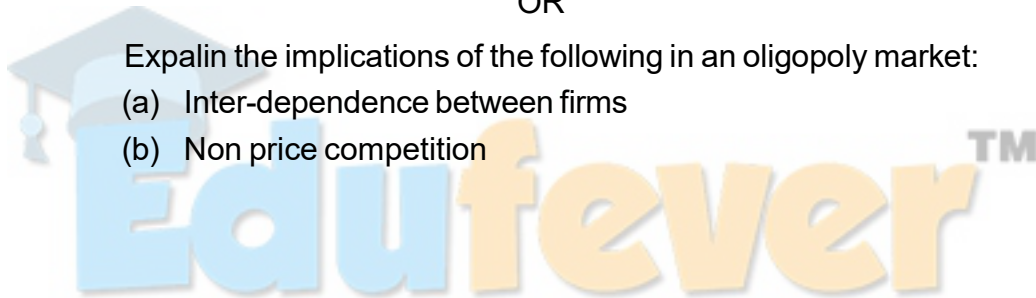 OR
Expalin the implications of the following in an oligopoly market:
(a) Inter-dependence between firms
(b) Non price competition
Edufever TM